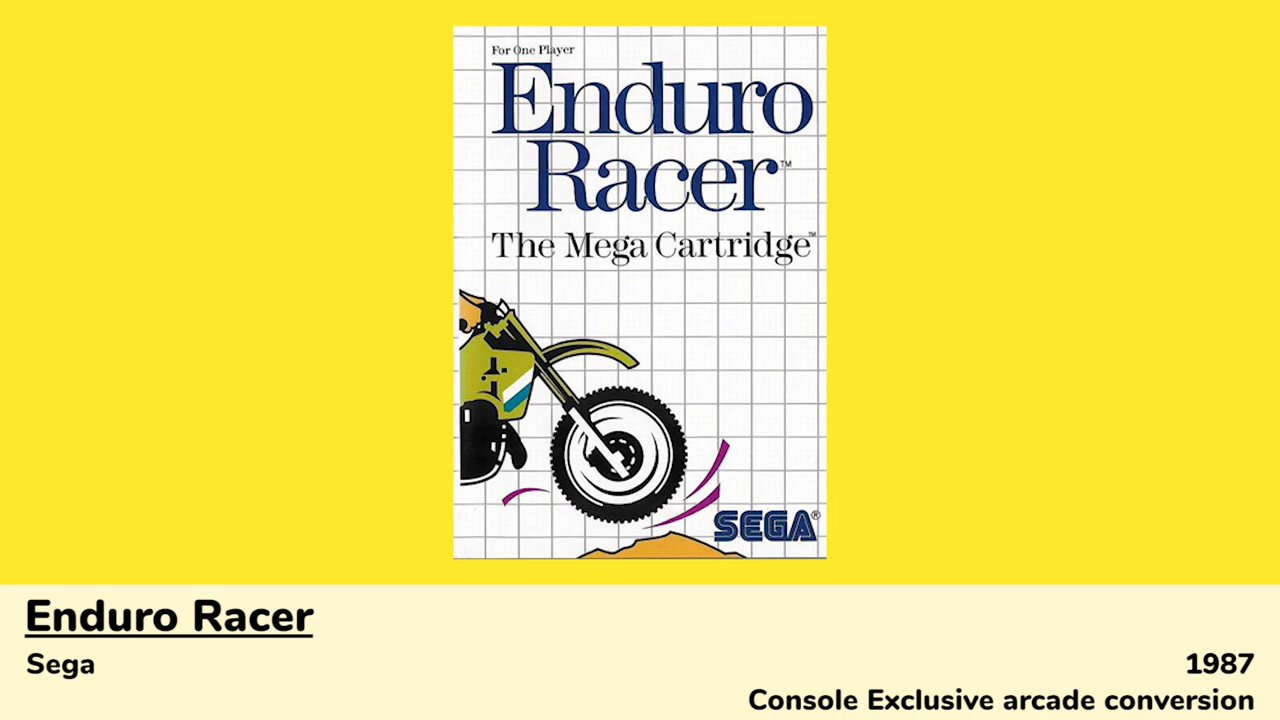 For One Player
Enduro
Racer™
The Mega Cartridge™
SEGA®
Enduro Racer
Sega
1987
Console Exclusive arcade conversion